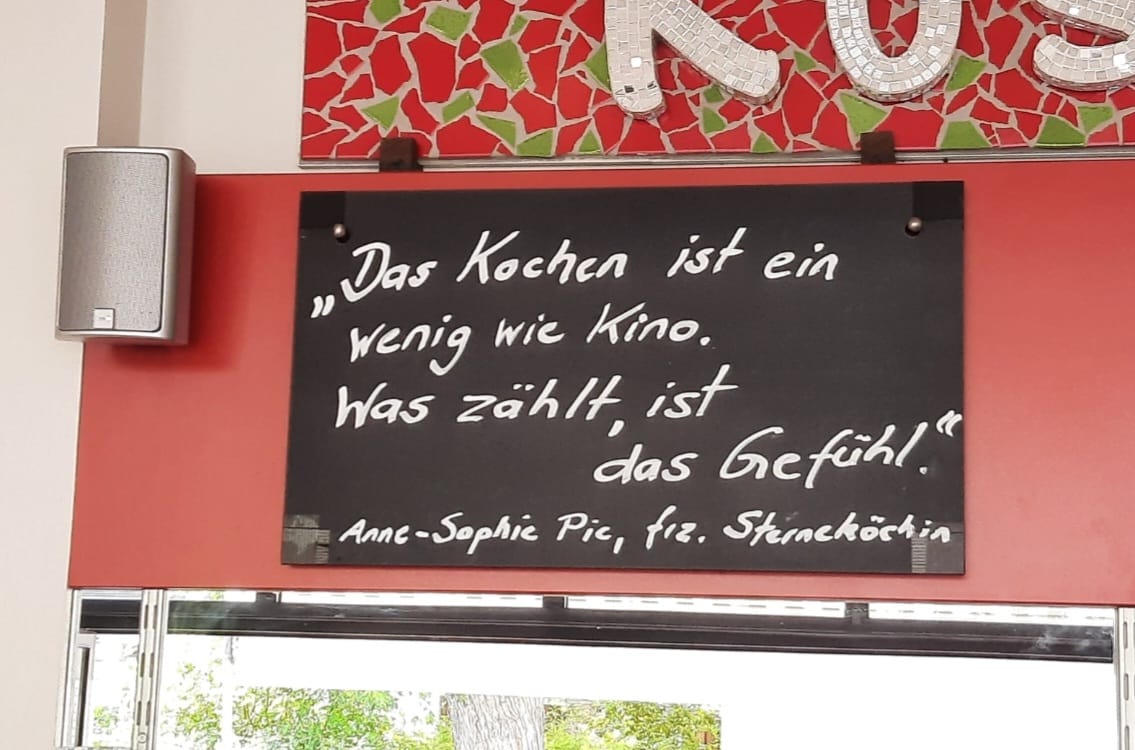 „Das Kochen ist ein
wenig wie Kino.
Was zählt, ist
das Gefühl.“
Anne-Sophie Pic, frz. Sterneköchin